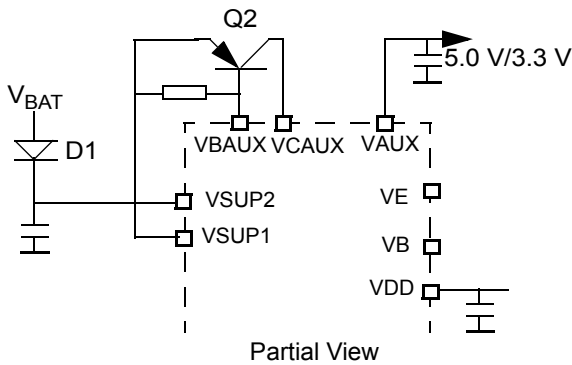 Q2
5.0 V/3.3 V
VBAT
D1
VBAUX
VCAUX
VAUX
VSUP2
VE
VSUP1
VB
VDD
Partial View